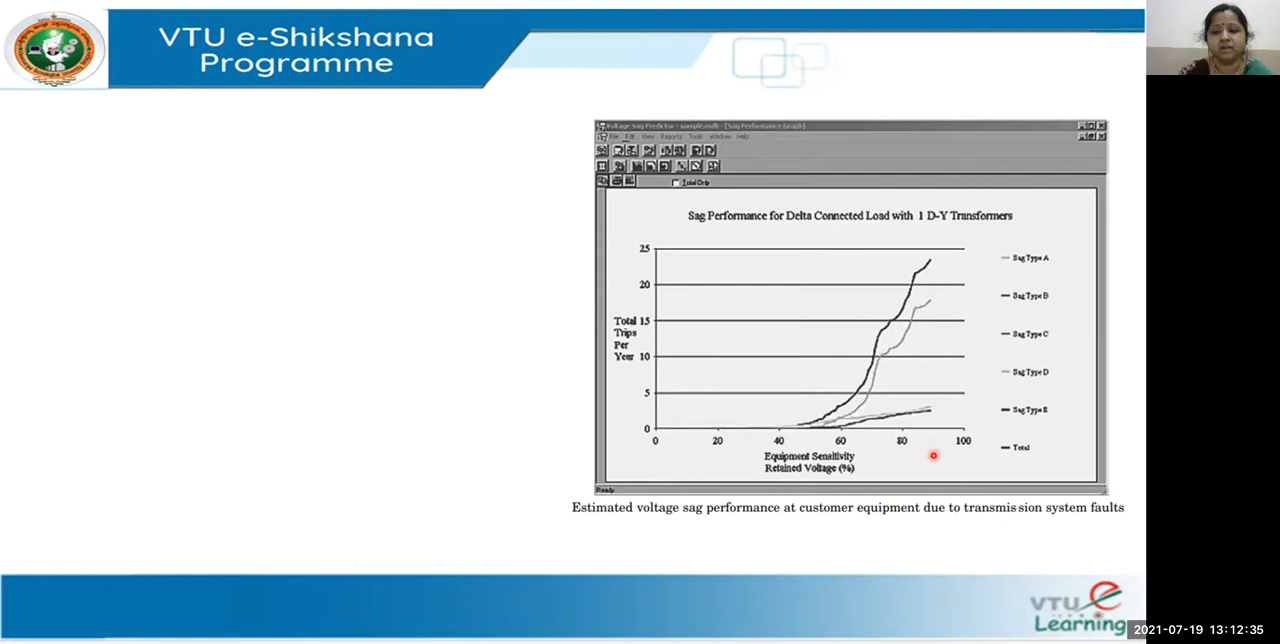 VTU e-Shikshana
Programme
Voltage Sag Predictor - sample.mdb - [Sag Performance Graph]
File Edit View Reports Tools Window Help
Total Only
Sag Performance for Delta Connected Load with 1 D-Y Transformers
25
20
Total 15
Trips
Per
Year 10
5
0
0 20 40 60 80 100
Equipment Sensitivity
Retained Voltage (%)
Sag Type A
Sag Type B
Sag Type C
Sag Type D
Sag Type E
Total
Ready
Estimated voltage sag performance at customer equipment due to transmission system faults
VTU e
Learning
2021-07-19 13:12:35